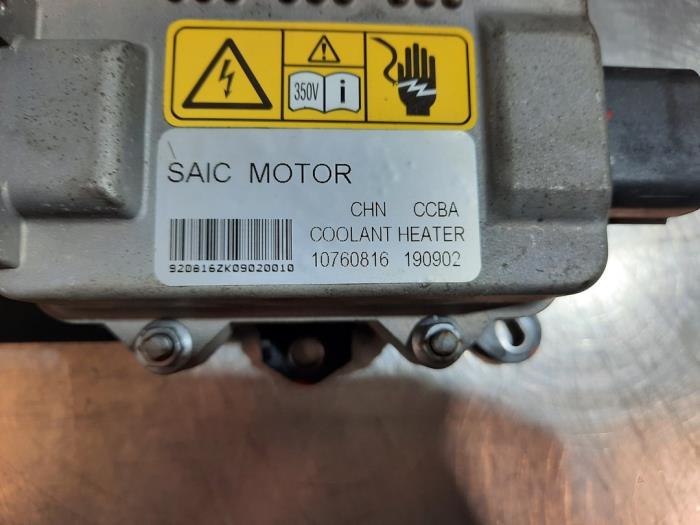 350V i
SAIC MOTOR
CHN CCBA
COOLANT HEATER
10760816 190902
920816ZK09020010